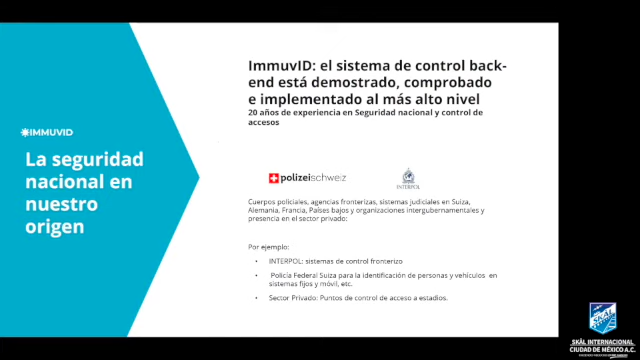 ImmuvID: el sistema de control back-
end está demostrado, comprobado
e implementado al más alto nivel
20 años de experiencia en Seguridad nacional y control de
accesos
IMMUVID
La seguridad
nacional en
nuestro
origen
polizeischweiz
INTERPOL
Cuerpos policiales, agencias fronterizas, sistemas judiciales en Suiza,
Alemania, Francia, Países bajos y organizaciones intergubernamentales y
presencia en el sector privado:
Por ejemplo:
• INTERPOL: sistemas de control fronterizo
• Policía Federal Suiza para la identificación de personas y vehículos en
sistemas fijos y móvil, etc.
• Sector Privado: Puntos de control de acceso a estadios.
SKÅL
SKÅL INTERNACIONAL
CIUDAD DE MÉXICO A.C.